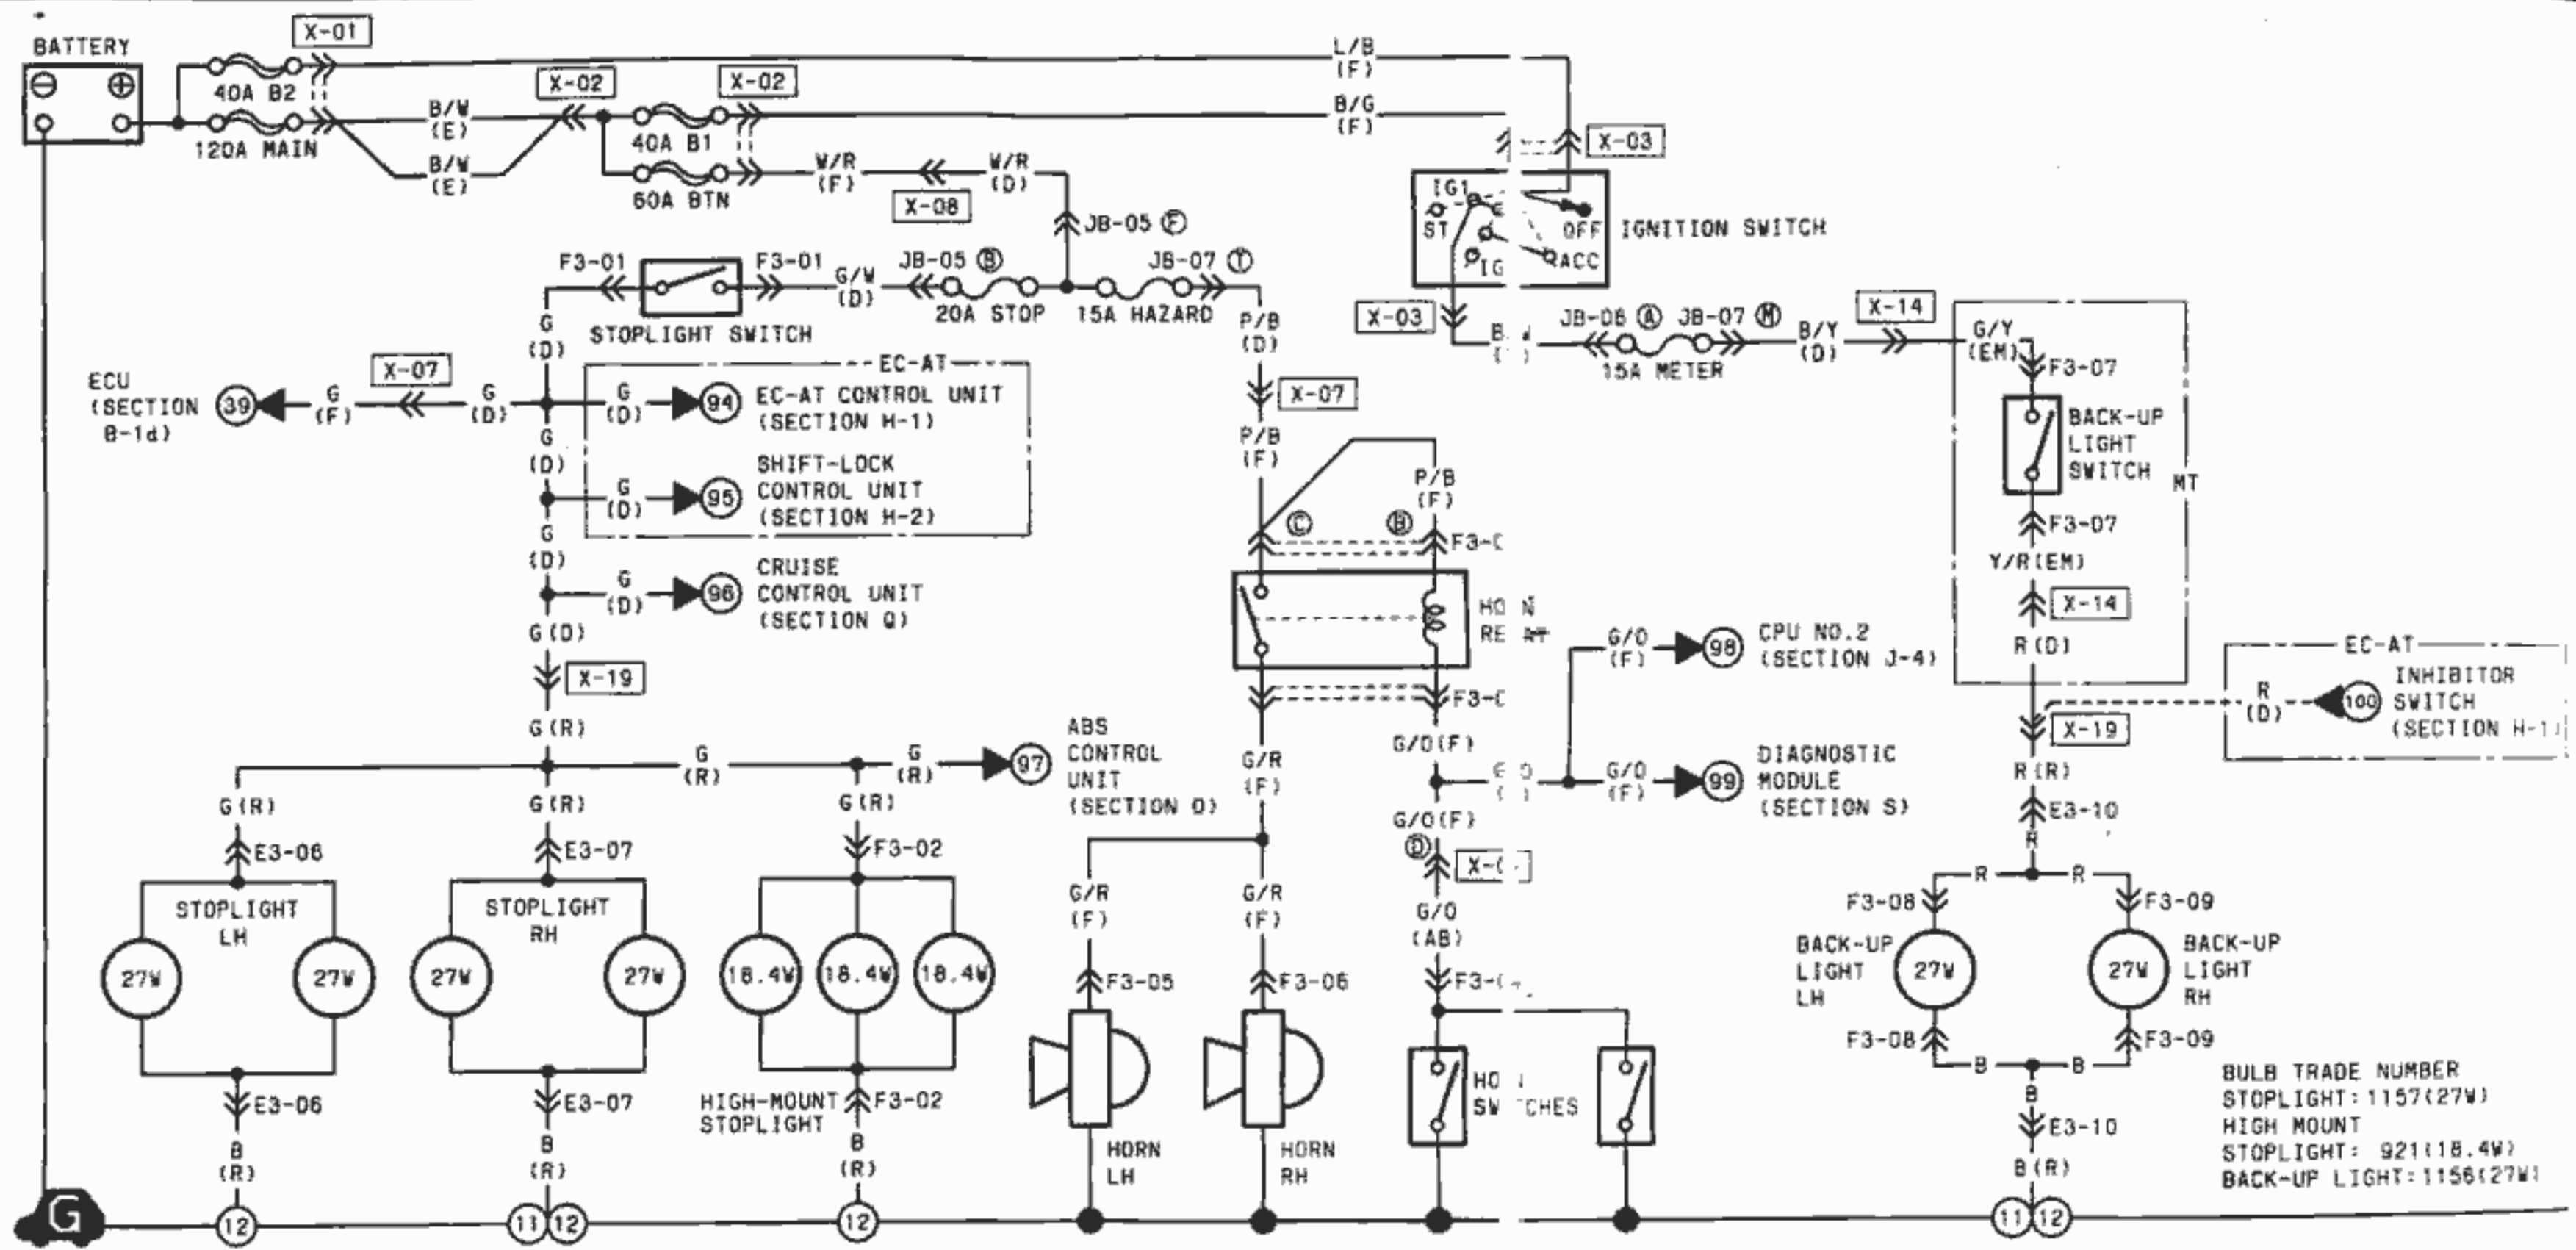 BATTERY
X-01
40A B2
120A MAIN
B/W
(E)
B/W
(E)
X-02
X-02
40A B1
60A BTN
W/R
(F)
X-08
W/R
(D)
JB-05 F
L/B
(F)
B/G
(F)
X-03
IG1
ST
OFF
ACC
IGNITION SWITCH
F3-01
F3-01
STOPLIGHT SWITCH
G/W
(D)
JB-05 B
20A STOP
JB-07 T
15A HAZARD
P/B
(D)
X-07
P/B
(F)
X-03
JB-06 A
JB-07 M
15A METER
B/Y
(D)
X-14
G/Y
(EM)
F3-07
BACK-UP
LIGHT
SWITCH
MT
F3-07
Y/R(EM)
X-14
R(D)
G
(D)
ECU
(SECTION
B-1d)
39
G
(F)
X-07
G
(D)
EC-AT
G
(D)
94
EC-AT CONTROL UNIT
(SECTION H-1)
G
(D)
G
(D)
95
SHIFT-LOCK
CONTROL UNIT
(SECTION H-2)
G
(D)
G
(D)
96
CRUISE
CONTROL UNIT
(SECTION Q)
G(D)
X-19
G(R)
P/B
(F)
C
B
G
(R)
G
(R)
97
ABS
CONTROL
UNIT
(SECTION O)
G/O(F)
G/O
(F)
98
CPU NO.2
(SECTION J-4)
G/O
(F)
99
DIAGNOSTIC
MODULE
(SECTION S)
EC-AT
R
(D)
100
INHIBITOR
SWITCH
(SECTION H-1)
X-19
R(R)
E3-10
R
R
R
G(R)
G(R)
G(R)
E3-06
E3-07
F3-02
G/R
(F)
G/O(F)
D
STOPLIGHT
LH
STOPLIGHT
RH
27W
27W
27W
27W
18.4W
18.4W
18.4W
G/R
(F)
G/R
(F)
G/O
(AB)
F3-05
F3-06
F3-08
F3-09
BACK-UP
LIGHT
LH
27W
27W
BACK-UP
LIGHT
RH
F3-08
F3-09
B
B
B
E3-10
B(R)
E3-06
E3-07
HIGH-MOUNT
STOPLIGHT
F3-02
B
(R)
B
(R)
B
(R)
HORN
LH
HORN
RH
BULB TRADE NUMBER
STOPLIGHT:1157(27W)
HIGH MOUNT
STOPLIGHT: 921(18.4W)
BACK-UP LIGHT:1156(27W)
G
12
11
12
12
11
12